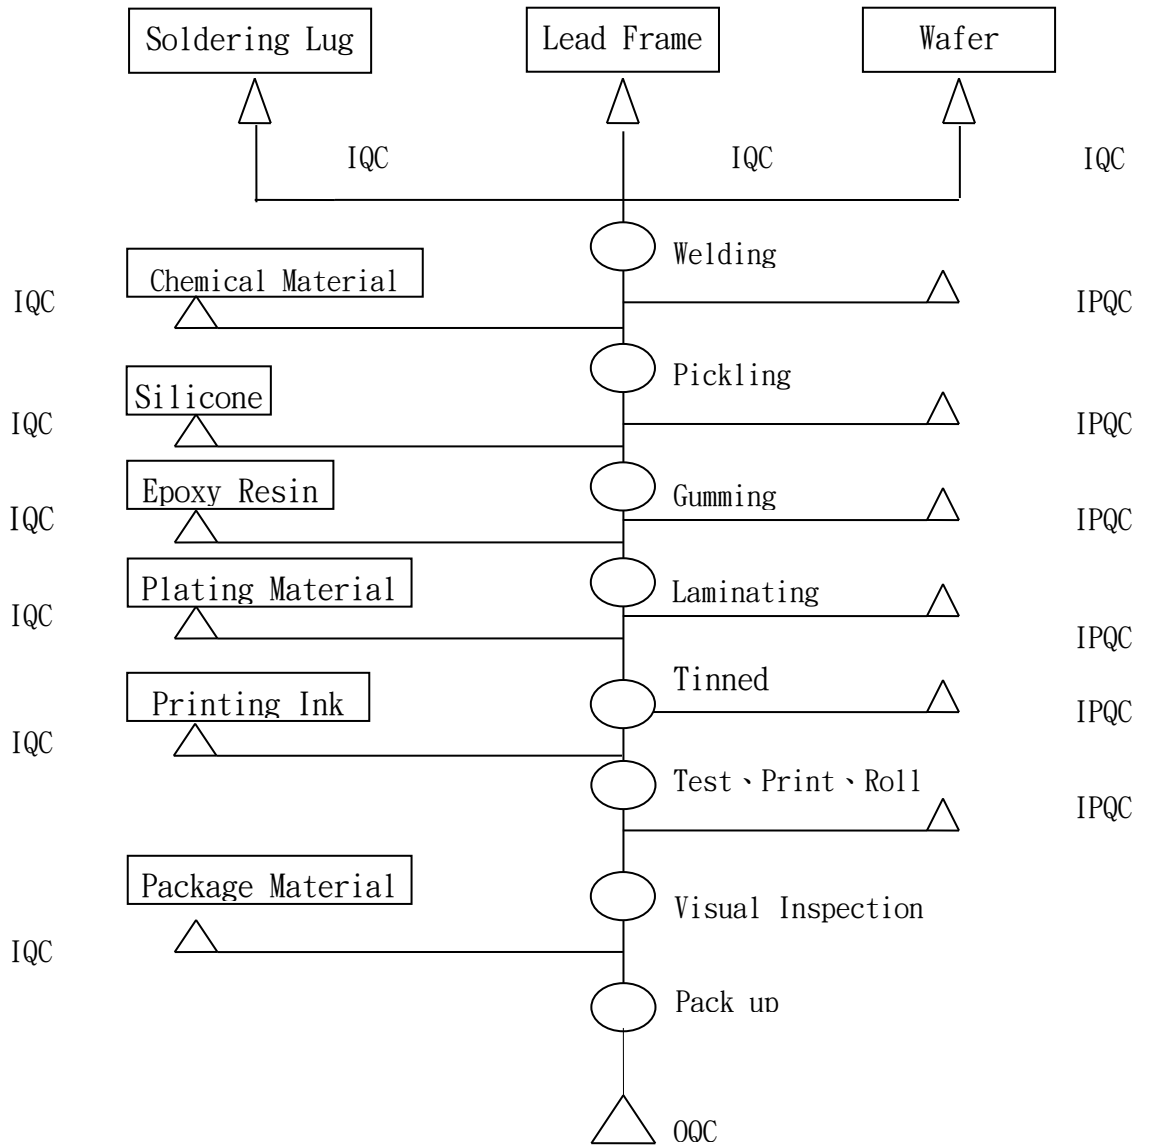 Soldering Lug
Lead Frame
Wafer
IQC
IQC
IQC
Welding
Chemical Material
IQC
IPQC
Pickling
Silicone
IQC
IPQC
Epoxy Resin
Gumming
IQC
IPQC
Plating Material
Laminating
IQC
IPQC
Tinned
Printing Ink
IPQC
IQC
Test、Print、Roll
IPQC
Package Material
Visual Inspection
IQC
Pack up
OQC